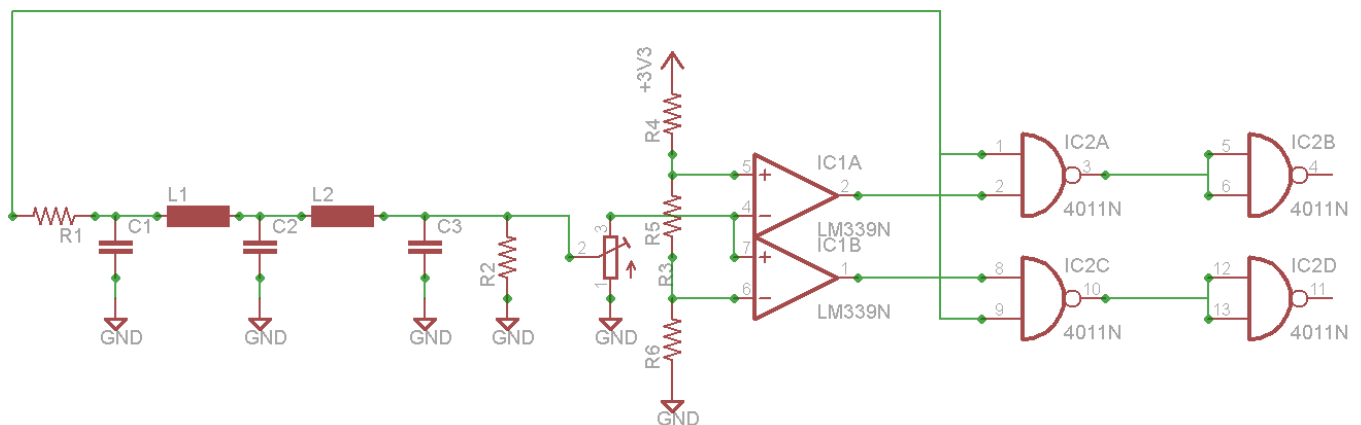 +3V3
R4
IC1A
5
+
2
4
-
LM339N
IC1B
7
+
1
6
-
LM339N
R5
R3
R6
GND
L1
L2
R1
C1
C2
C3
R2
2
3
1
GND
GND
GND
GND
GND
1
IC2A
3
2
4011N
5
IC2B
4
6
4011N
8
IC2C
10
9
4011N
12
IC2D
11
13
4011N